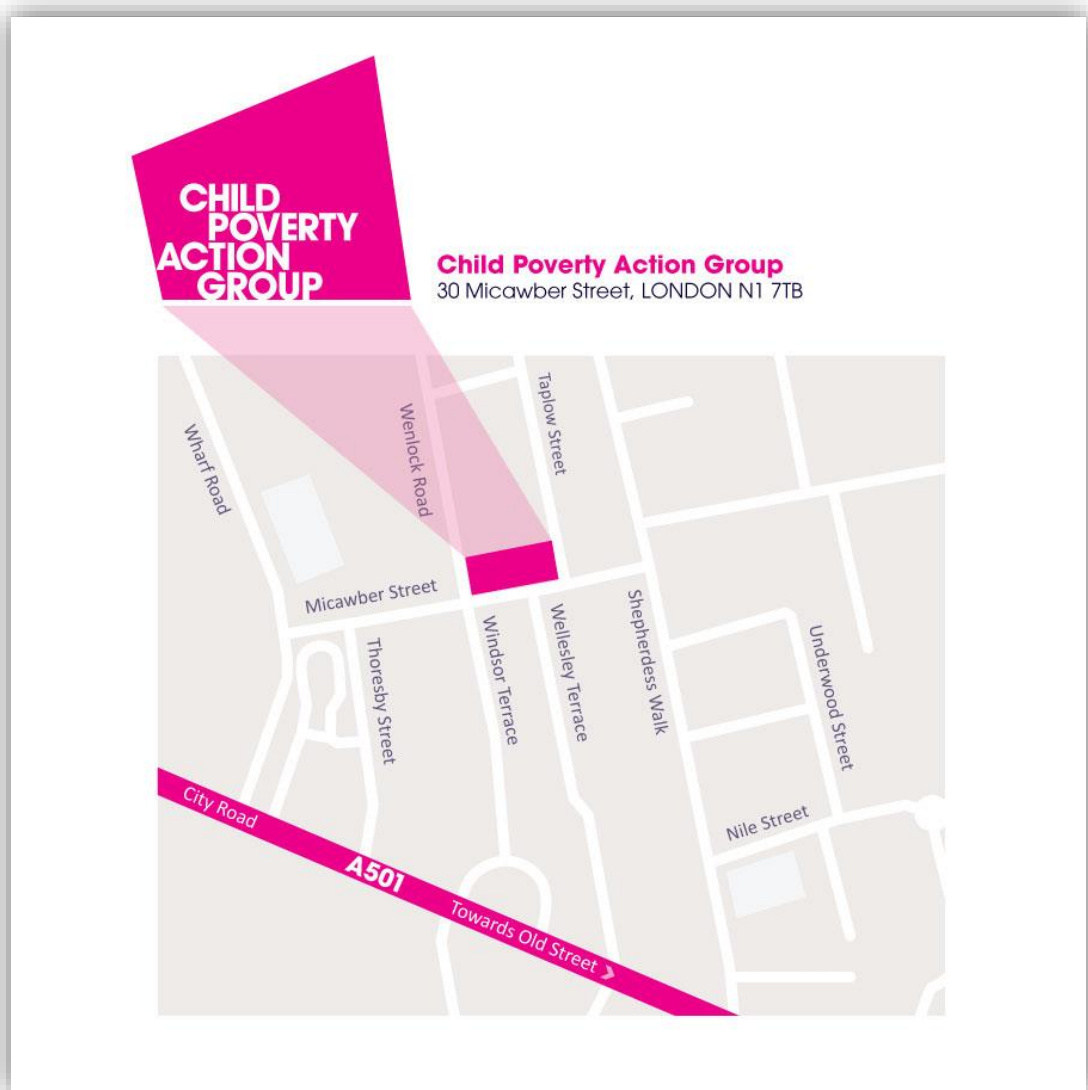 CHILD
POVERTY
ACTION
GROUP
Child Poverty Action Group
30 Micawber Street, LONDON N1 7TB
Wharf Road
Wenlock Road
Taplow Street
Micawber Street
Thoresby Street
Windsor Terrace
Wellesley Terrace
Shepherdess Walk
Underwood Street
Nile Street
City Road
A501
Towards Old Street